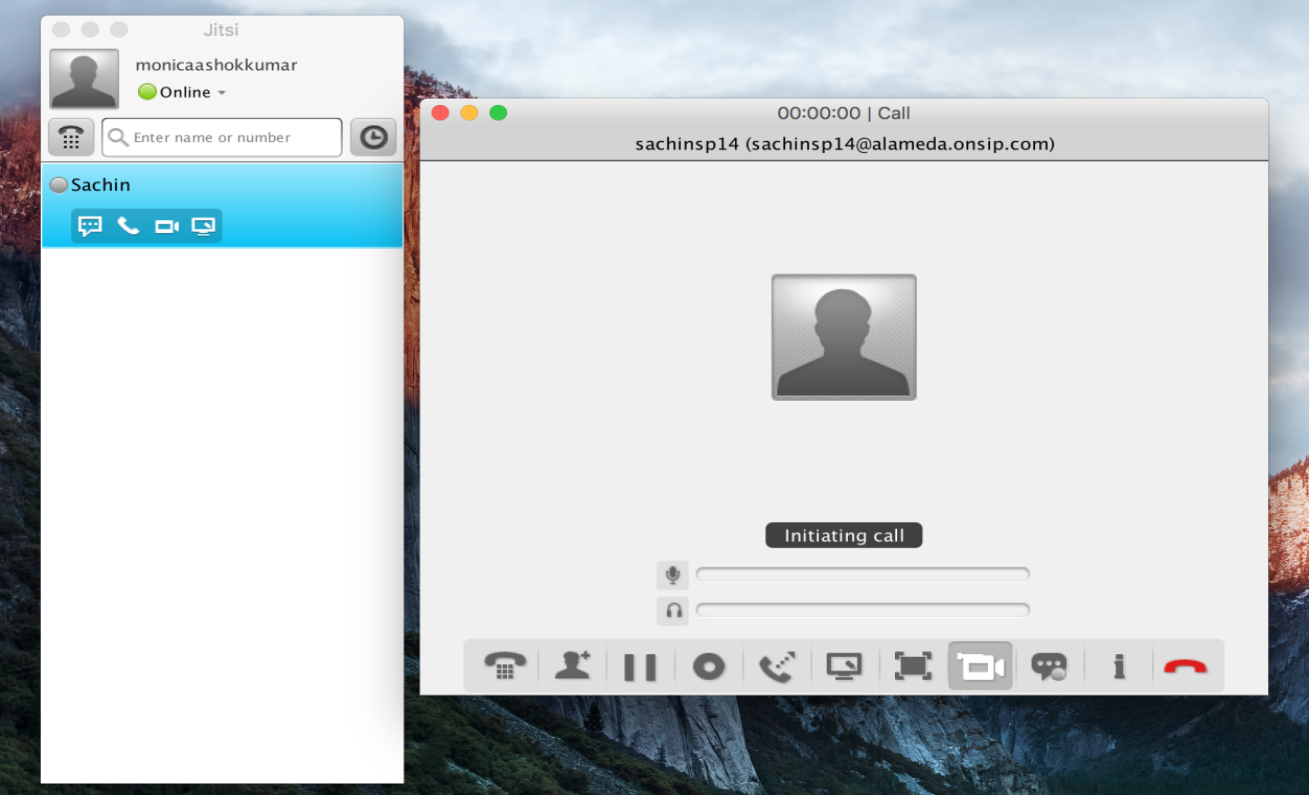 Jitsi
monicaashokkumar
Online
Enter name or number
Sachin
00:00:00 | Call
sachinsp14 (sachinsp14@alameda.onsip.com)
Initiating call